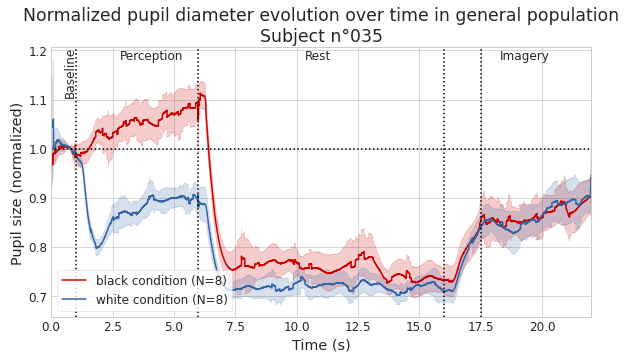 Normalized pupil diameter evolution over time in general population
Subject n°035
Baseline
Perception
Rest
Imagery
Pupil size (normalized)
1.2
1.1
1.0
0.9
0.8
0.7
black condition (N=8)
white condition (N=8)
0.0 2.5 5.0 7.5 10.0 12.5 15.0 17.5 20.0
Time (s)